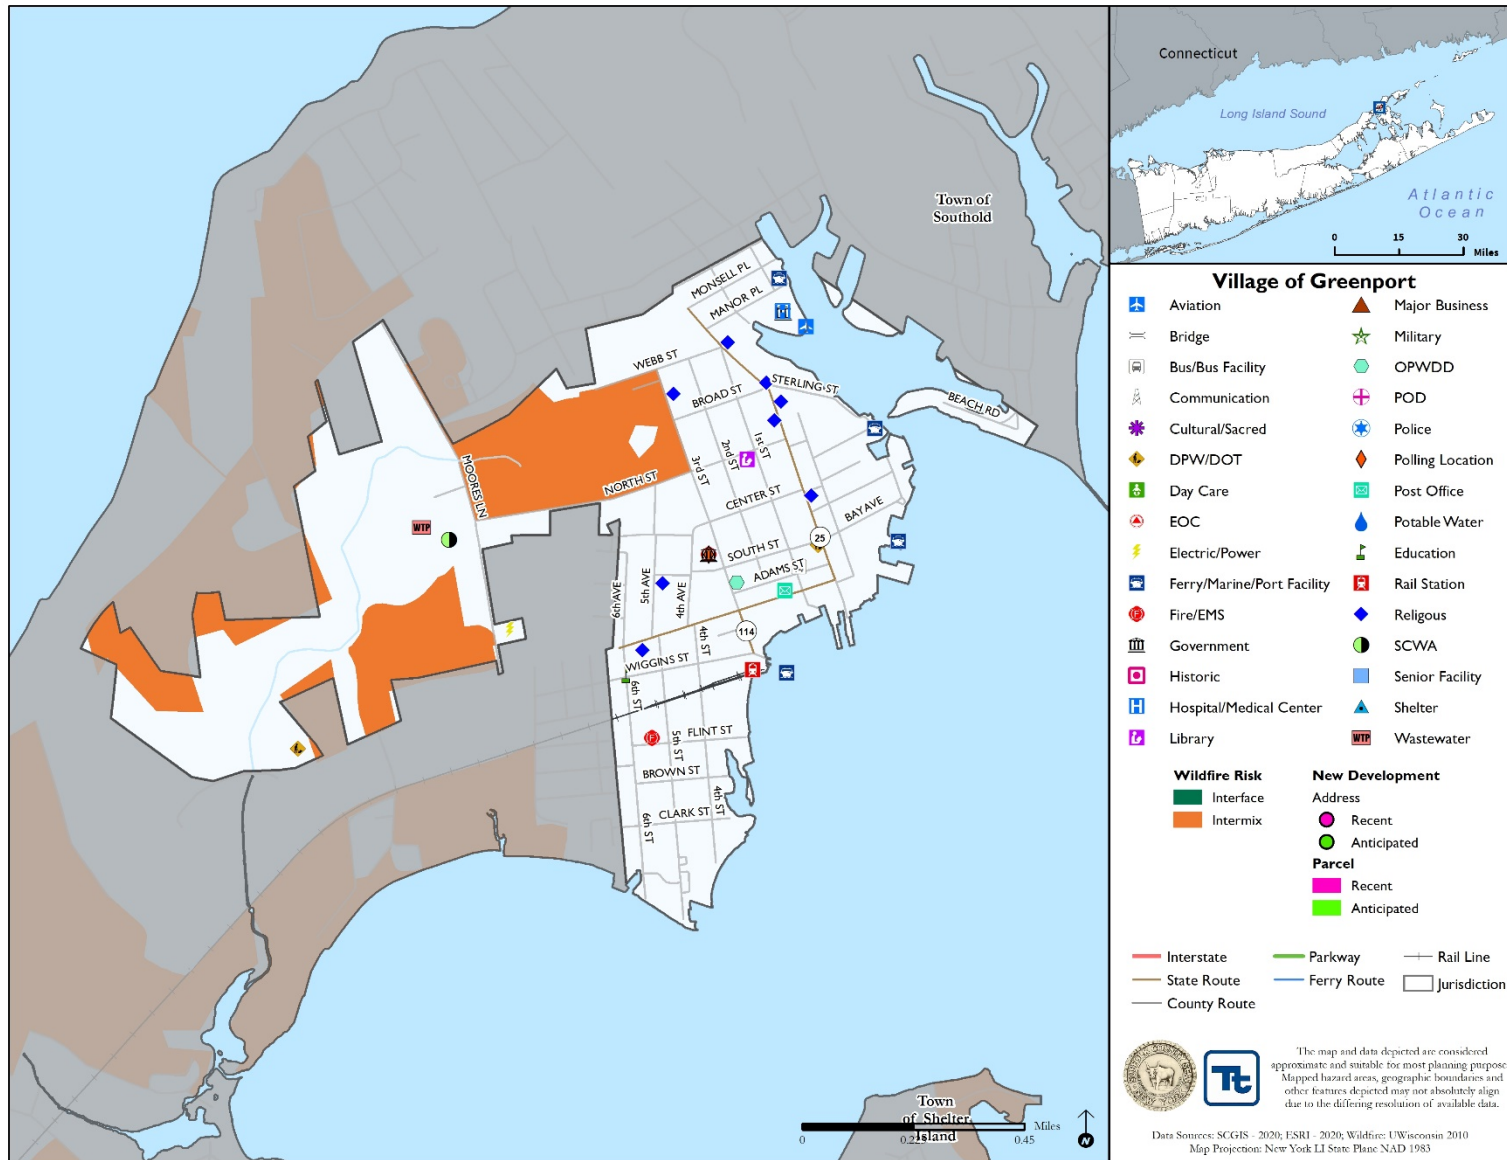 Town of
Southold
MONSELL PL
MANOR PL
WEBB ST
BROAD ST
STERLING ST
BEACH RD
1st ST
2nd ST
3rd ST
MOORES LN
NORTH ST
CENTER ST
BAY AVE
SOUTH ST
25
ADAMS ST
WTP
6th AVE
5th AVE
4th AVE
114
4th ST
WIGGINS ST
6th ST
5th ST
FLINT ST
BROWN ST
4th ST
CLARK ST
6th ST
Town
of Shelter
Island
Miles
0
0.45
N
Connecticut
Long Island Sound
Atlantic
Ocean
0 15 30
Miles
Village of Greenport
Aviation
Bridge
Bus/Bus Facility
Communication
Cultural/Sacred
DPW/DOT
Day Care
EOC
Electric/Power
Ferry/Marine/Port Facility
Fire/EMS
Government
Historic
Hospital/Medical Center
Library
Major Business
Military
OPWDD
POD
Police
Polling Location
Post Office
Potable Water
Education
Rail Station
Religous
SCWA
Senior Facility
Shelter
WTP Wastewater
Wildfire Risk
Interface
Intermix
New Development
Address
Recent
Anticipated
Parcel
Recent
Anticipated
Interstate
State Route
County Route
Parkway
Ferry Route
Rail Line
Jurisdiction
Tt
The map and data depicted are considered
approximate and suitable for most planning purpose
Mapped hazard areas, geographic boundaries and
other features depicted may not absolutely align
due to the differing resolution of available data.
Data Sources: SCGIS - 2020; ESRI - 2020; Wildfire: UWisconsin 2010
Map Projection: New York LI State Plane NAD 1983